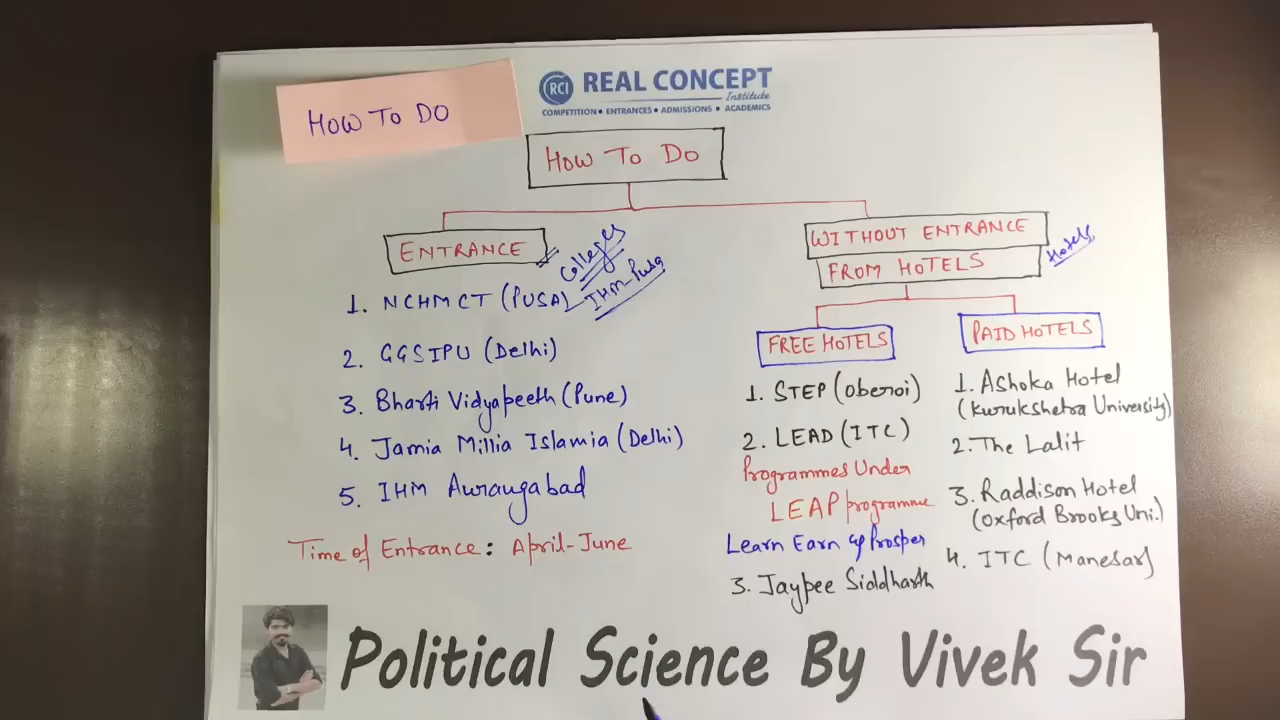 HOW TO DO
RCI
REAL CONCEPT
Institute
COMPETITION • ENTRANCES • ADMISSIONS • ACADEMICS
HOW TO DO
ENTRANCE
Colleges
IHM-Pusa
1. NCHMCT (PUSA)
2. GGSIPU (Delhi)
3. Bharti Vidyapeeth (Pune)
4. Jamia Millia Islamia (Delhi)
5. IHM Aurangabad
Time of Entrance: April-June
WITHOUT ENTRANCE
FROM HOTELS
Hotels
FREE HOTELS
1. STEP (Oberoi)
2. LEAD (ITC)
Programmes Under
LEAP programme
Learn Earn & Prosper
3. Jaypee Siddharth
PAID HOTELS
1. Ashoka Hotel
(Kurukshetra University)
2. The Lalit
3. Raddison Hotel
(Oxford Brooks Uni.)
4. ITC (Manesar)
Political Science By Vivek Sir